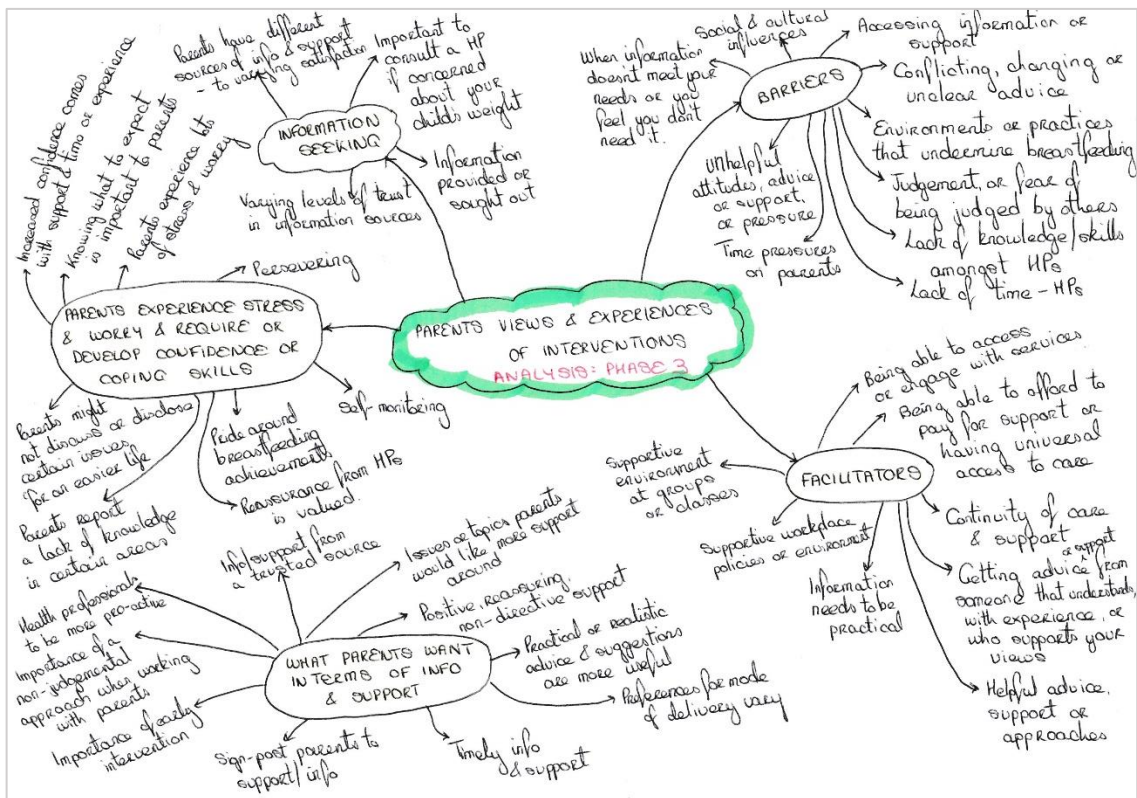 PARENTS VIEWS & EXPERIENCES
OF INTERVENTIONS
ANALYSIS: PHASE 3
INFORMATION
SEEKING
Parents have different
sources of info & support
- to varying satisfaction
Important to
consult a HP
if concerned
about your
child's weight
Information
provided or
sought out
Varying levels of trust
in information sources
BARRIERS
When information
doesn't meet your
needs or you
feel you don't
need it.
Social & cultural
influences
Accessing information or
support
Conflicting, changing or
unclear advice
Environments or practices
that undermine breastfeeding
Judgement, or fear of
being judged by others
Lack of knowledge/skills
amongst HPs
Lack of time - HPs
Unhelpful
attitudes, advice
or support,
or pressure
Time pressures
on parents
PARENTS EXPERIENCE STRESS
& WORRY & REQUIRE OR
DEVELOP CONFIDENCE OR
COPING SKILLS
Increased confidence comes
with support & time or experience
Knowing what to expect
is important to parents
Parents experience lots
of stress & worry
Persevering
Self-monitoring
Pride around
breastfeeding
achievements
Reassurance from HPs
is valued.
Parents might
not discuss or disclose
certain issues
for an easier life
Parents report
a lack of knowledge
in certain areas
FACILITATORS
Being able to access
or engage with services
Being able to afford to
pay for support or
having universal
access to care
Continuity of care
& support
Getting advice or support from
someone that understands,
with experience, or
who supports your
views
Helpful advice,
support or
approaches
Information
needs to be
practical
Supportive workplace
policies or environment
Supportive
environment
at groups
or classes
WHAT PARENTS WANT
IN TERMS OF INFO
& SUPPORT
Info/support from
a trusted source
Issues or topics parents
would like more support
around
Positive, reassuring,
non-directive support
Practical or realistic
advice & suggestions
are more useful
Preferences for mode
of delivery vary
Timely info
& support
Sign-post parents to
support/info
Importance of early
intervention
Importance of a
non-judgemental
approach when working
with parents
Health professionals
to be more pro-active